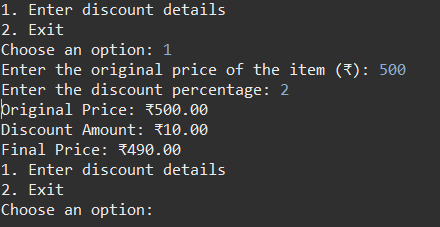 1. Enter discount details
2. Exit
Choose an option: 1
Enter the original price of the item (₹): 500
Enter the discount percentage: 2
Original Price: ₹500.00
Discount Amount: ₹10.00
Final Price: ₹490.00
1. Enter discount details
2. Exit
Choose an option: